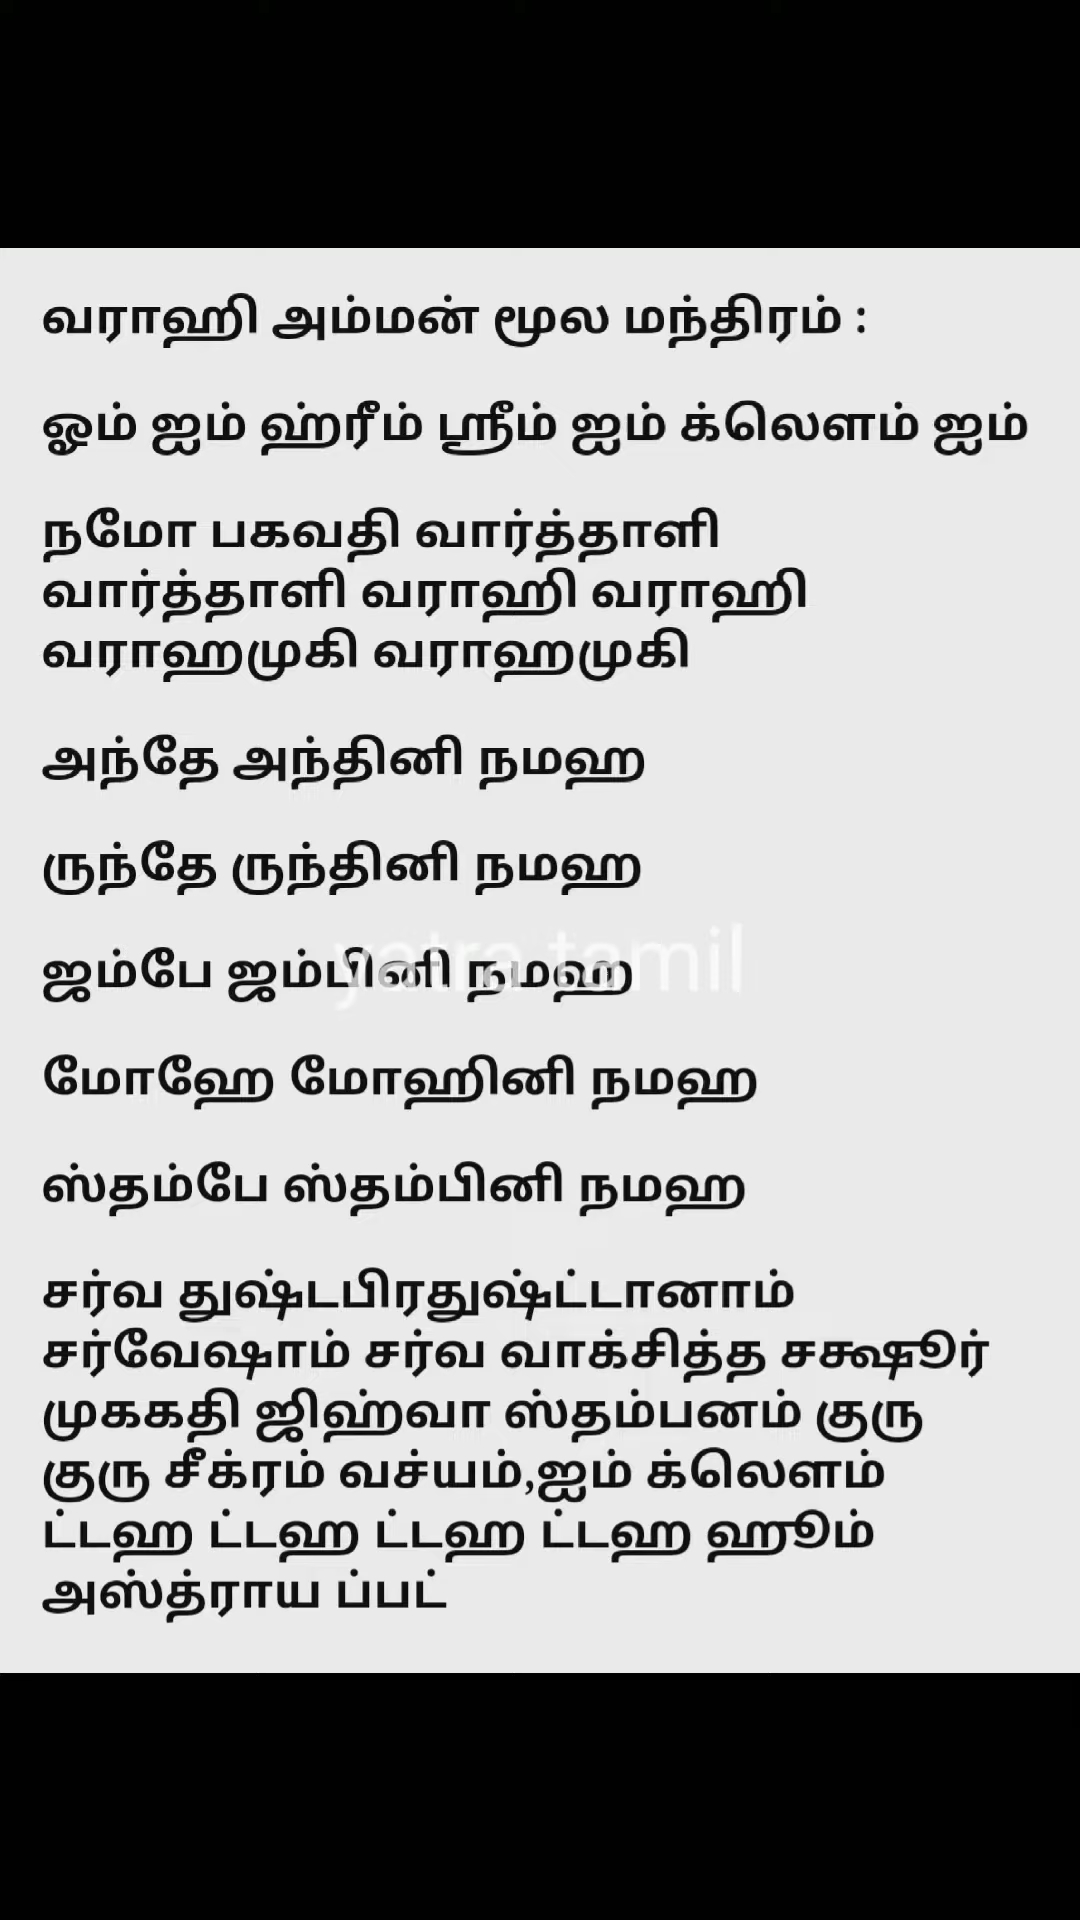 வராஹி அம்மன் மூல மந்திரம் :
ஓம் ஐம் ஹ்ரீம் ஸ்ரீம் ஐம் க்லௌம் ஐம்
நமோ பகவதி வார்த்தாளி
வார்த்தாளி வராஹி வராஹி
வராஹமுகி வராஹமுகி
அந்தே அந்தினி நமஹ
ருந்தே ருந்தினி நமஹ
ஜம்பே ஜம்பினி நமஹ
yatra tamil
மோஹே மோஹினி நமஹ
ஸ்தம்பே ஸ்தம்பினி நமஹ
சர்வ துஷ்டபிரதுஷ்ட்டானாம்
சர்வேஷாம் சர்வ வாக்சித்த சக்ஷூர்
முககதி ஜிஹ்வா ஸ்தம்பனம் குரு
குரு சீக்ரம் வச்யம்,ஐம் க்லௌம்
ட்டஹ ட்டஹ ட்டஹ ட்டஹ ஹூம்
அஸ்த்ராய ப்பட்